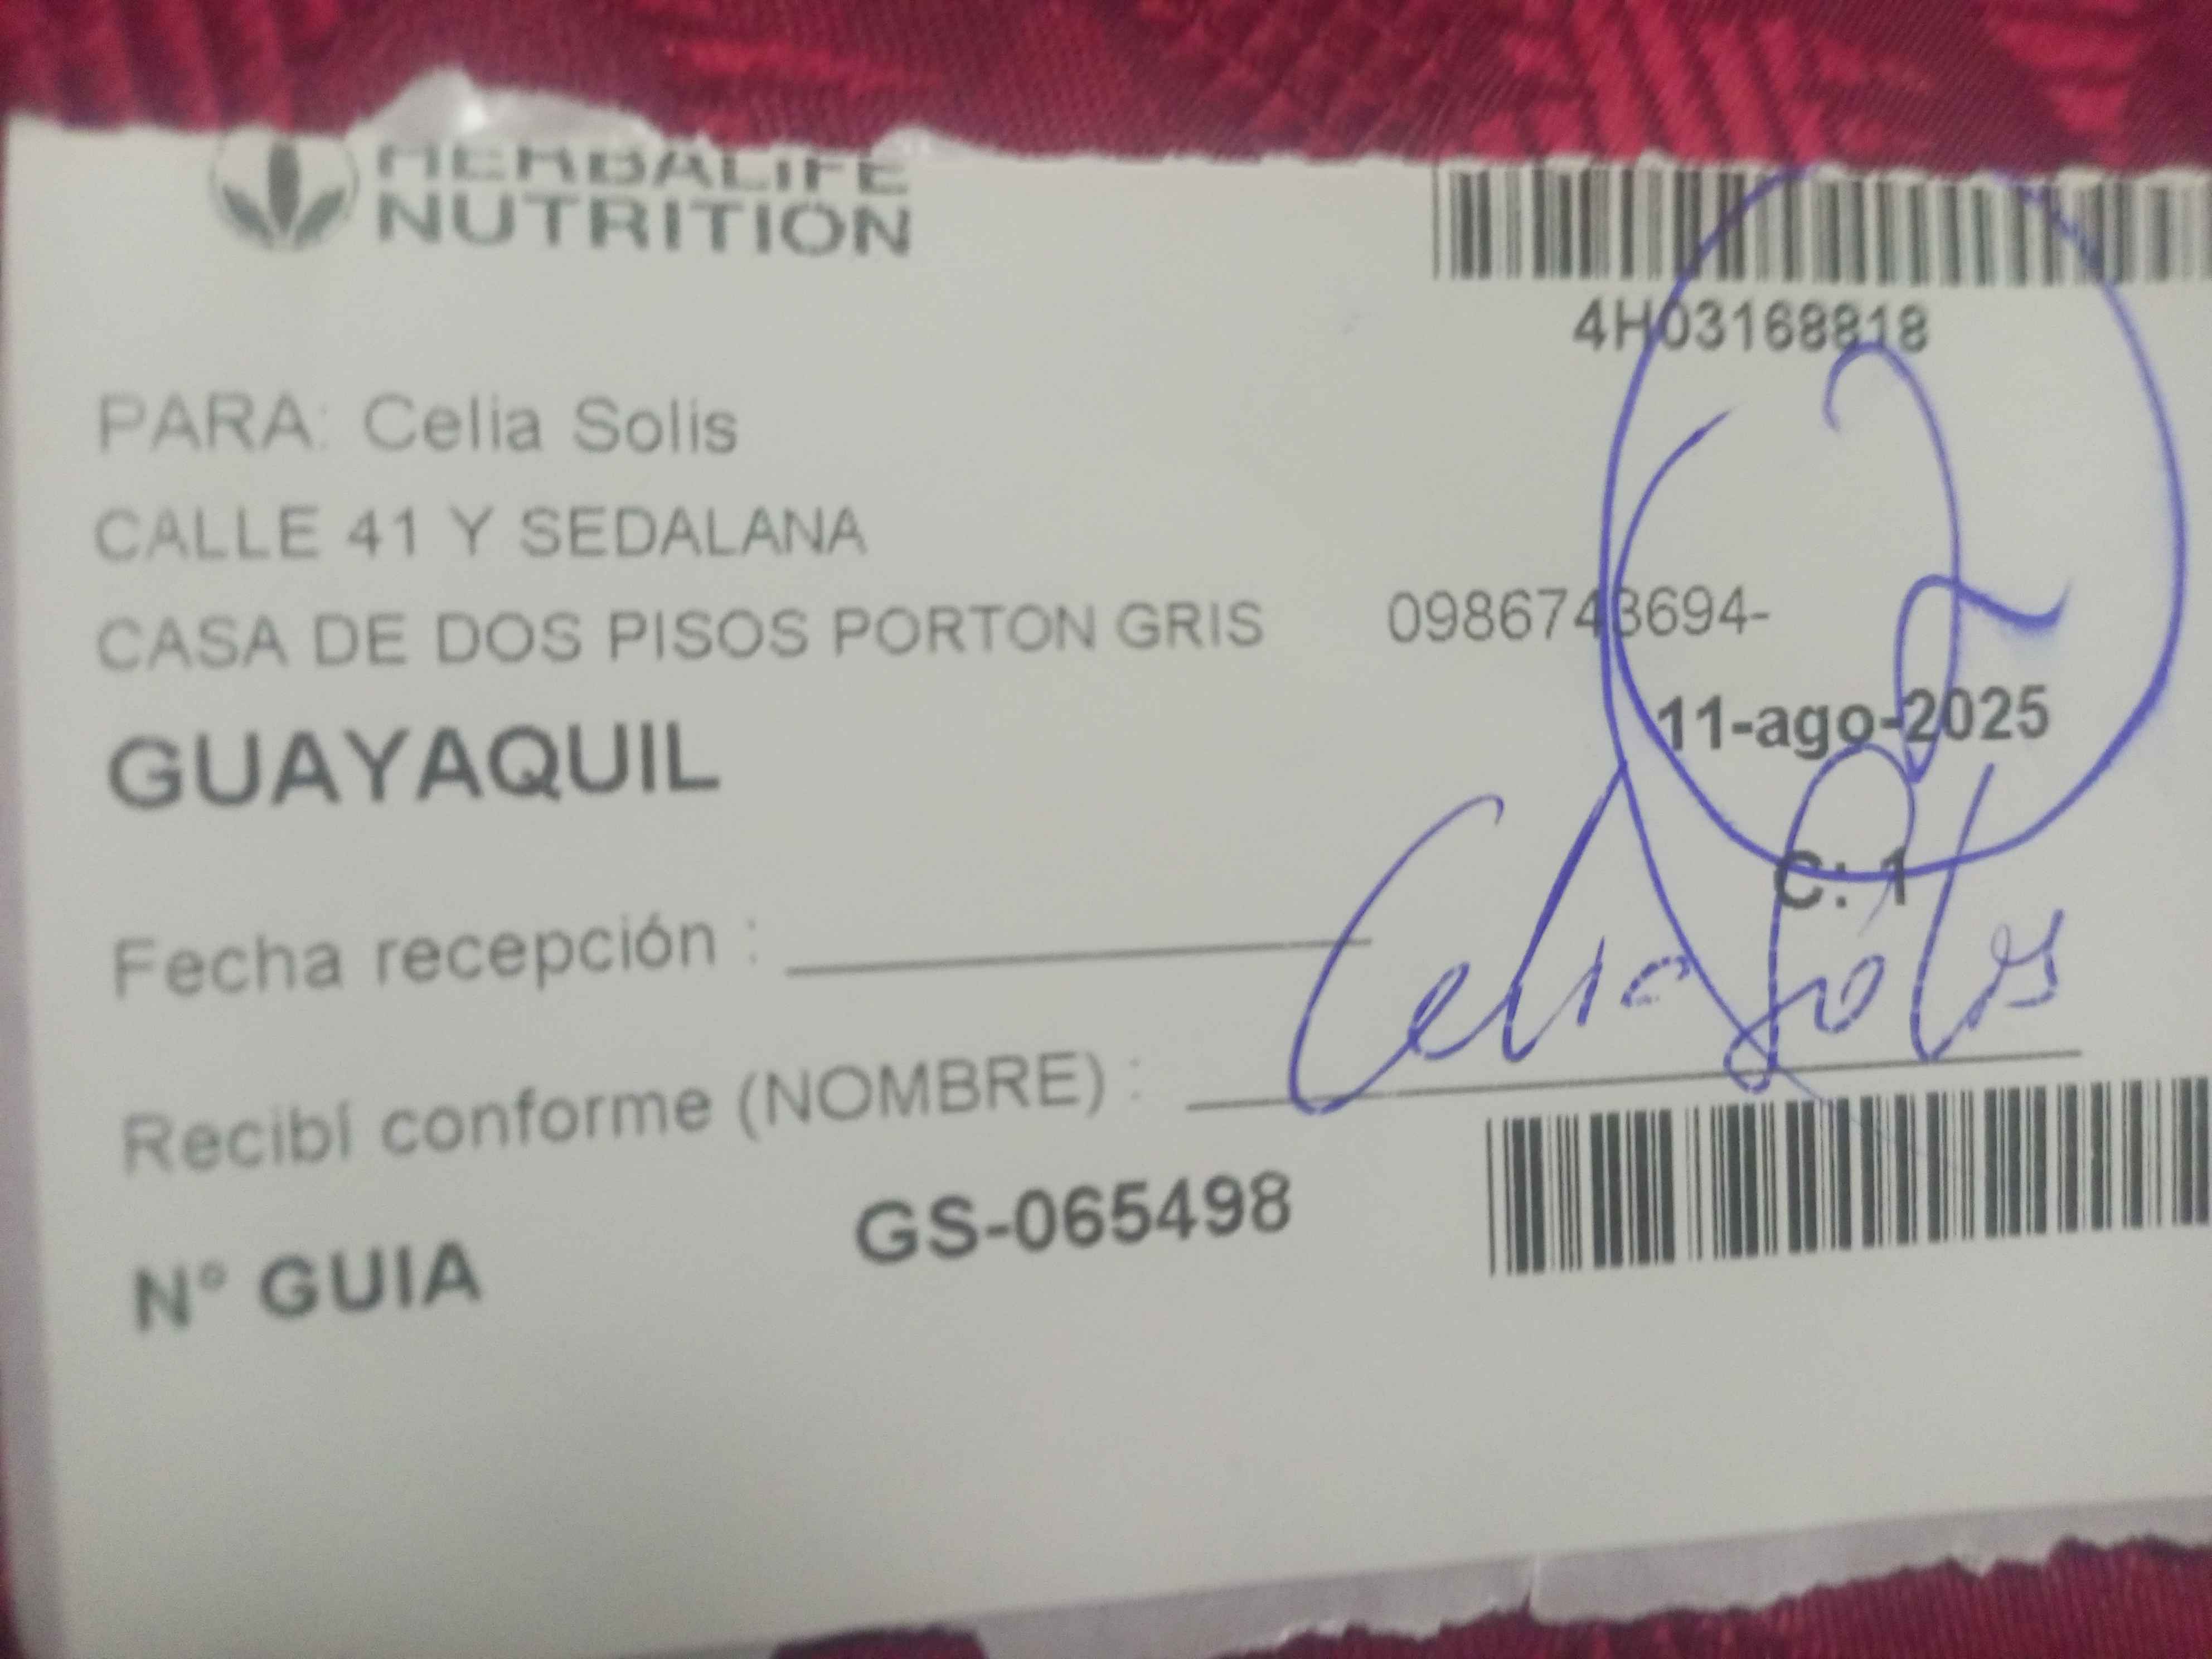 HERBALIFE
NUTRITION
4H03168818
PARA: Celia Solis
CALLE 41 Y SEDALANA
CASA DE DOS PISOS PORTON GRIS 0986743694-
11-ago-2025
GUAYAQUIL
C: 1
Fecha recepción :
Recibí conforme (NOMBRE) : Celia Solis
N° GUIA GS-065498